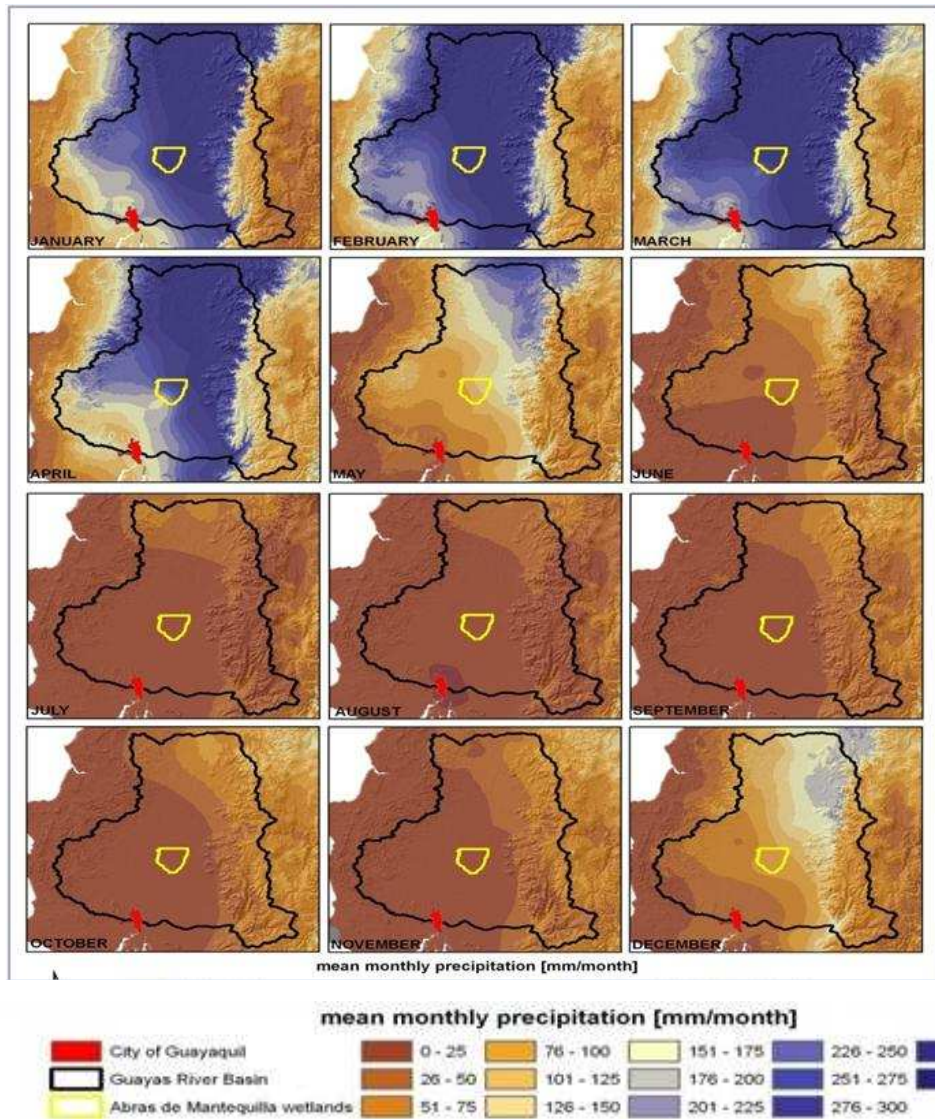 JANUARY
FEBRUARY
MARCH
APRIL
MAY
JUNE
JULY
AUGUST
SEPTEMBER
OCTOBER
NOVEMBER
DECEMBER
mean monthly precipitation [mm/month]
mean monthly precipitation [mm/month]
City of Guayaquil 0 - 25 76 - 100 151 - 175 226 - 250
Guayas River Basin 26 - 50 101 - 125 176 - 200 251 - 275
Abras de Mantequilla wetlands 51 - 75 126 - 150 201 - 225 276 - 300